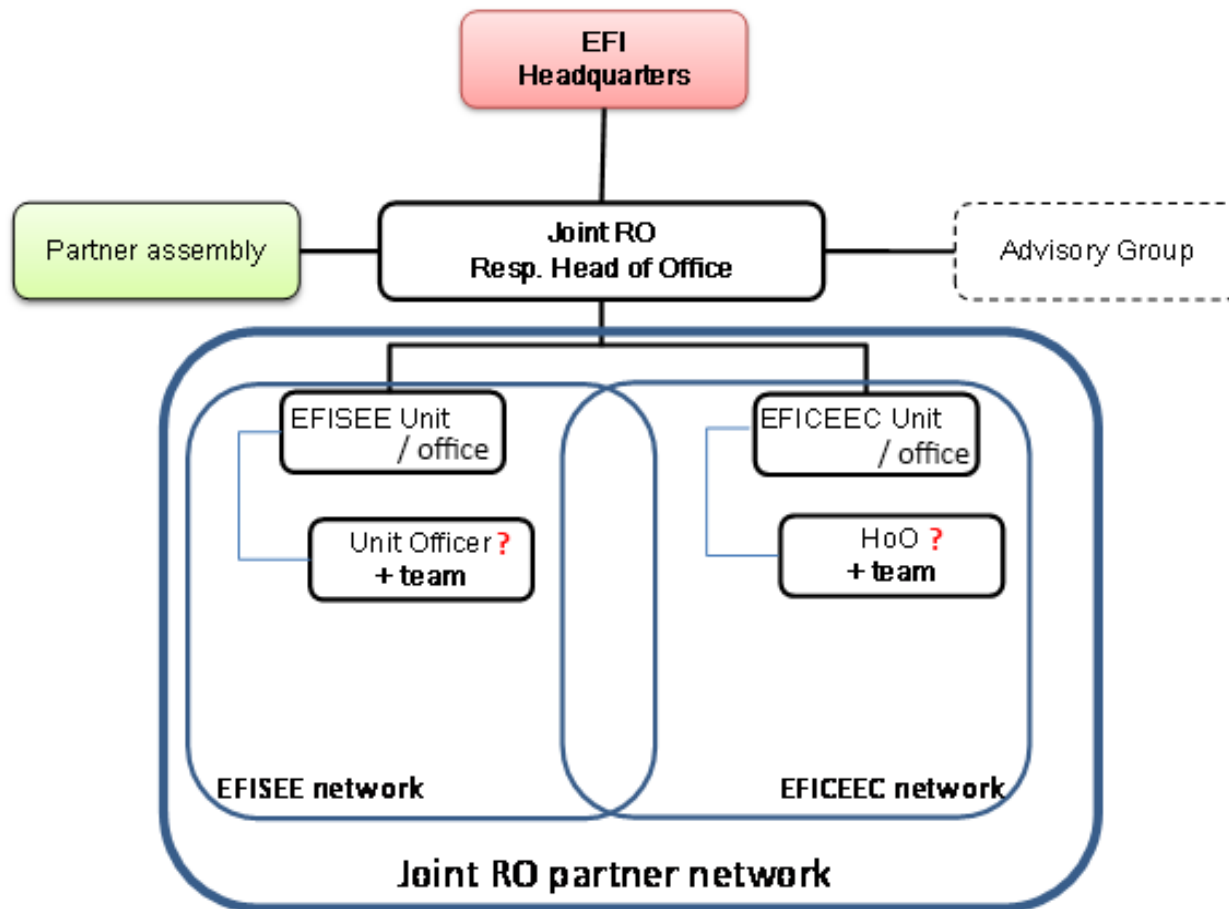 EFI
Headquarters
Partner assembly
Joint RO
Resp. Head of Office
Advisory Group
EFISEE Unit
/ office
EFICEEC Unit
/ office
Unit Officer ?
+ team
HoO ?
+ team
EFISEE network
EFICEEC network
Joint RO partner network